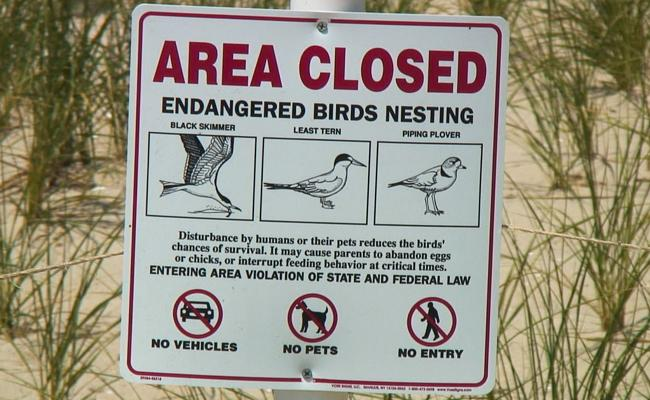 AREA CLOSED
ENDANGERED BIRDS NESTING
BLACK SKIMMER LEAST TERN PIPING PLOVER
Disturbance by humans or their pets reduces the birds'
chances of survival. It may cause parents to abandon eggs
or chicks, or interrupt feeding behavior at critical times.
ENTERING AREA VIOLATION OF STATE AND FEDERAL LAW
NO VEHICLES NO PETS NO ENTRY